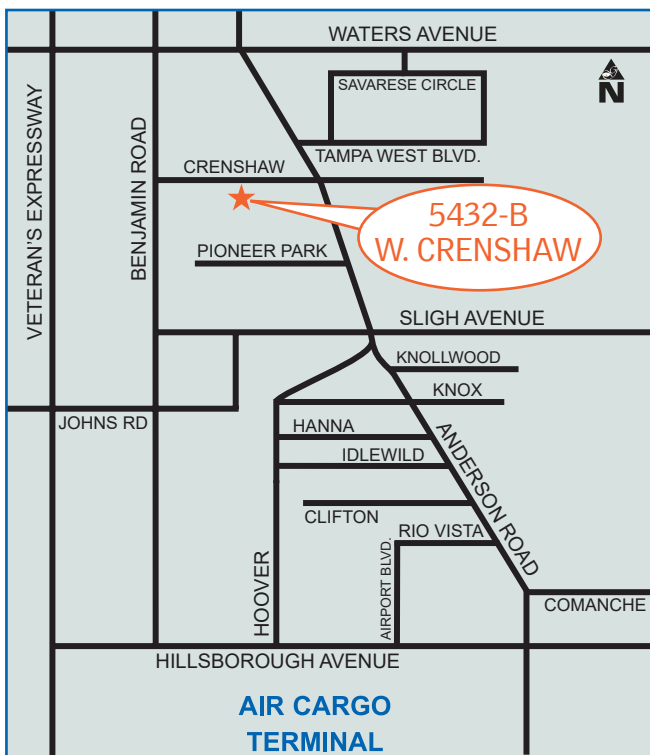 WATERS AVENUE
SAVARESE CIRCLE
N
TAMPA WEST BLVD.
VETERAN'S EXPRESSWAY
BENJAMIN ROAD
CRENSHAW
5432-B
W. CRENSHAW
PIONEER PARK
SLIGH AVENUE
KNOLLWOOD
KNOX
JOHNS RD
HANNA
IDLEWILD
ANDERSON ROAD
CLIFTON
RIO VISTA
HOOVER
AIRPORT BLVD.
COMANCHE
HILLSBOROUGH AVENUE
AIR CARGO
TERMINAL